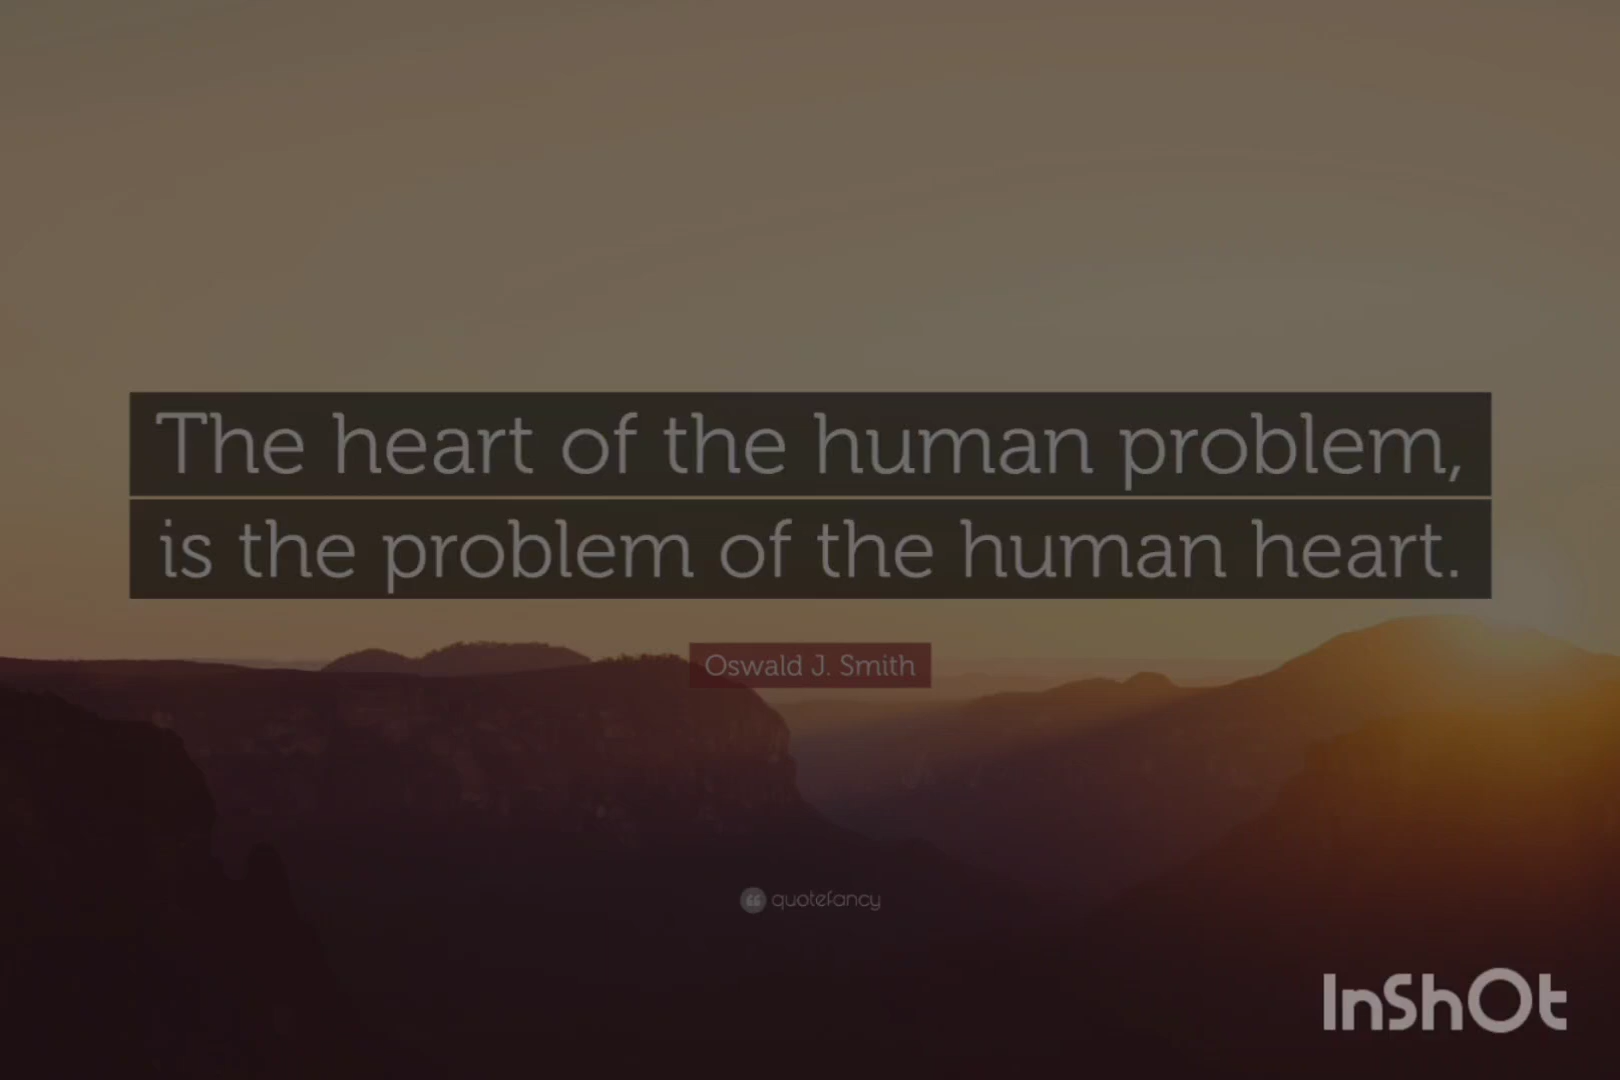 The heart of the human problem,
is the problem of the human heart.
Oswald J. Smith
quotefancy
InShOt